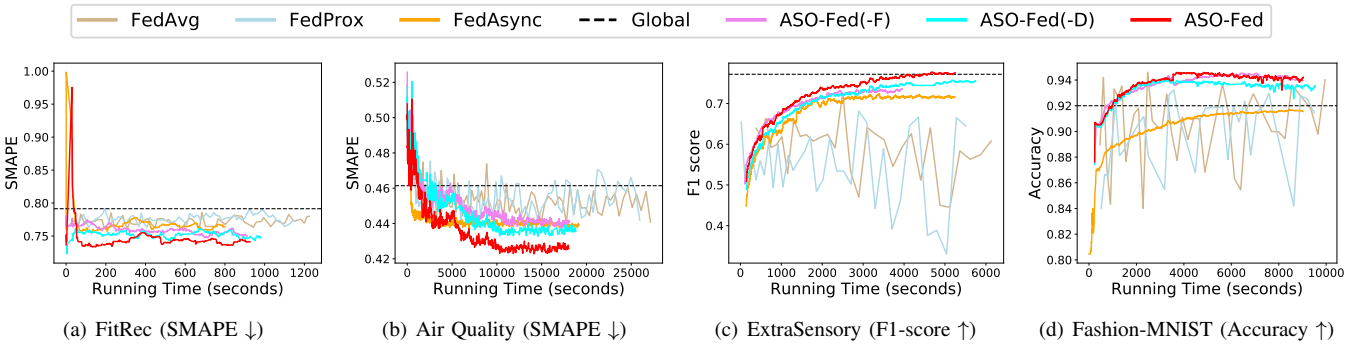 FedAvg FedProx FedAsync Global ASO-Fed(-F) ASO-Fed(-D) ASO-Fed
SMAPE
1.00
0.95
0.90
0.85
0.80
0.75
0 200 400 600 800 1000 1200
Running Time (seconds)
(a) FitRec (SMAPE ↓)
SMAPE
0.52
0.50
0.48
0.46
0.44
0.42
0 5000 10000 15000 20000 25000
Running Time (seconds)
(b) Air Quality (SMAPE ↓)
F1 score
0.7
0.6
0.5
0.4
0 1000 2000 3000 4000 5000 6000
Running Time (seconds)
(c) ExtraSensory (F1-score ↑)
Accuracy
0.94
0.92
0.90
0.88
0.86
0.84
0.82
0.80
0 2000 4000 6000 8000 10000
Running Time (seconds)
(d) Fashion-MNIST (Accuracy ↑)